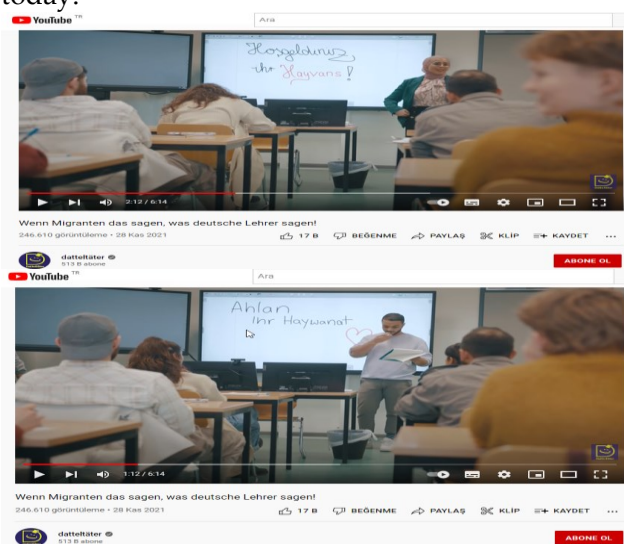 today.
YouTube TR
Ara
Hoşgeldiniz
ihr Hayvans!
2:12 / 6:14
Wenn Migranten das sagen, was deutsche Lehrer sagen!
246.610 görüntüleme • 28 Kas 2021
17 B BEĞENME PAYLAŞ KLİP KAYDET ...
datteltäter
513 B abone
ABONE OL
YouTube TR
Ara
Ahlan
Ihr Haywanat
1:12 / 6:14
Wenn Migranten das sagen, was deutsche Lehrer sagen!
246.610 görüntüleme • 28 Kas 2021
17 B BEĞENME PAYLAŞ KLİP KAYDET ...
datteltäter
513 B abone
ABONE OL